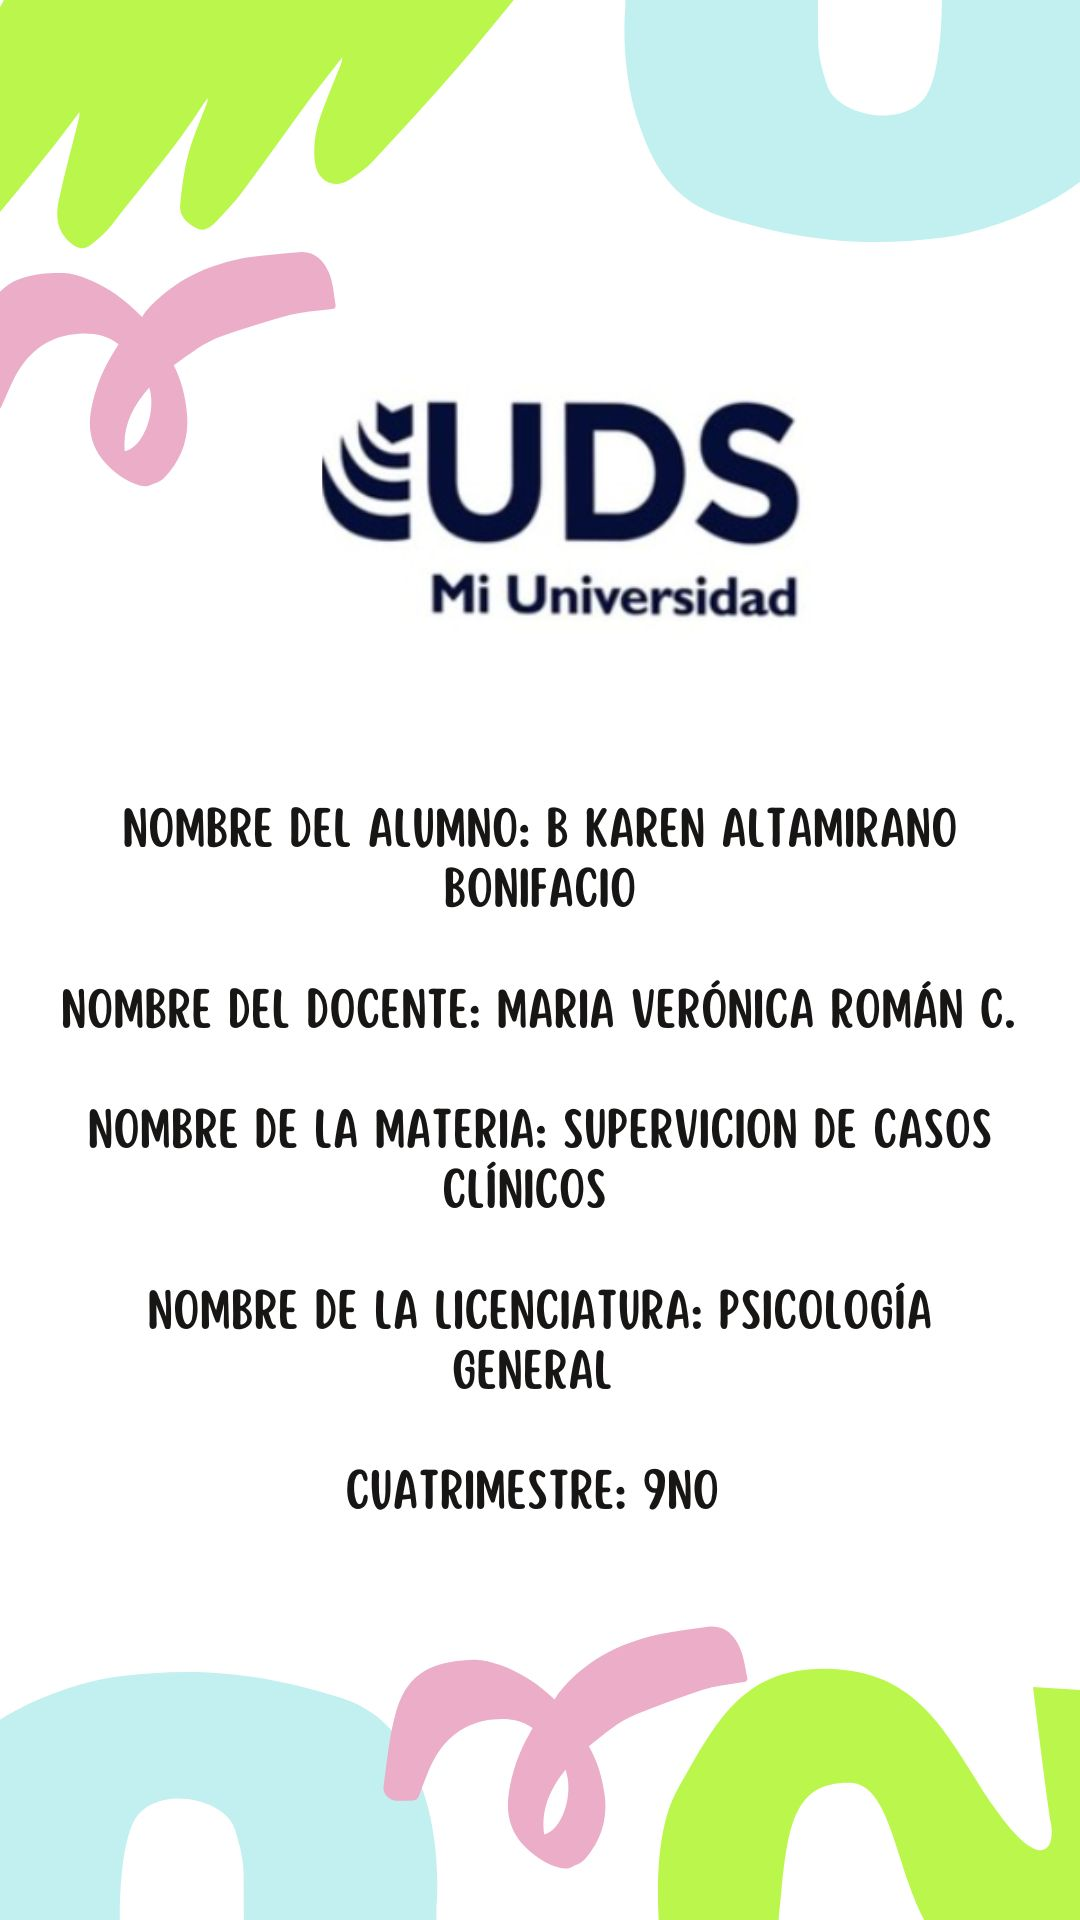 UDS
Mi Universidad
NOMBRE DEL ALUMNO: B KAREN ALTAMIRANO
BONIFACIO
NOMBRE DEL DOCENTE: MARIA VERÓNICA ROMÁN C.
NOMBRE DE LA MATERIA: SUPERVICION DE CASOS
CLÍNICOS
NOMBRE DE LA LICENCIATURA: PSICOLOGÍA
GENERAL
CUATRIMESTRE: 9NO